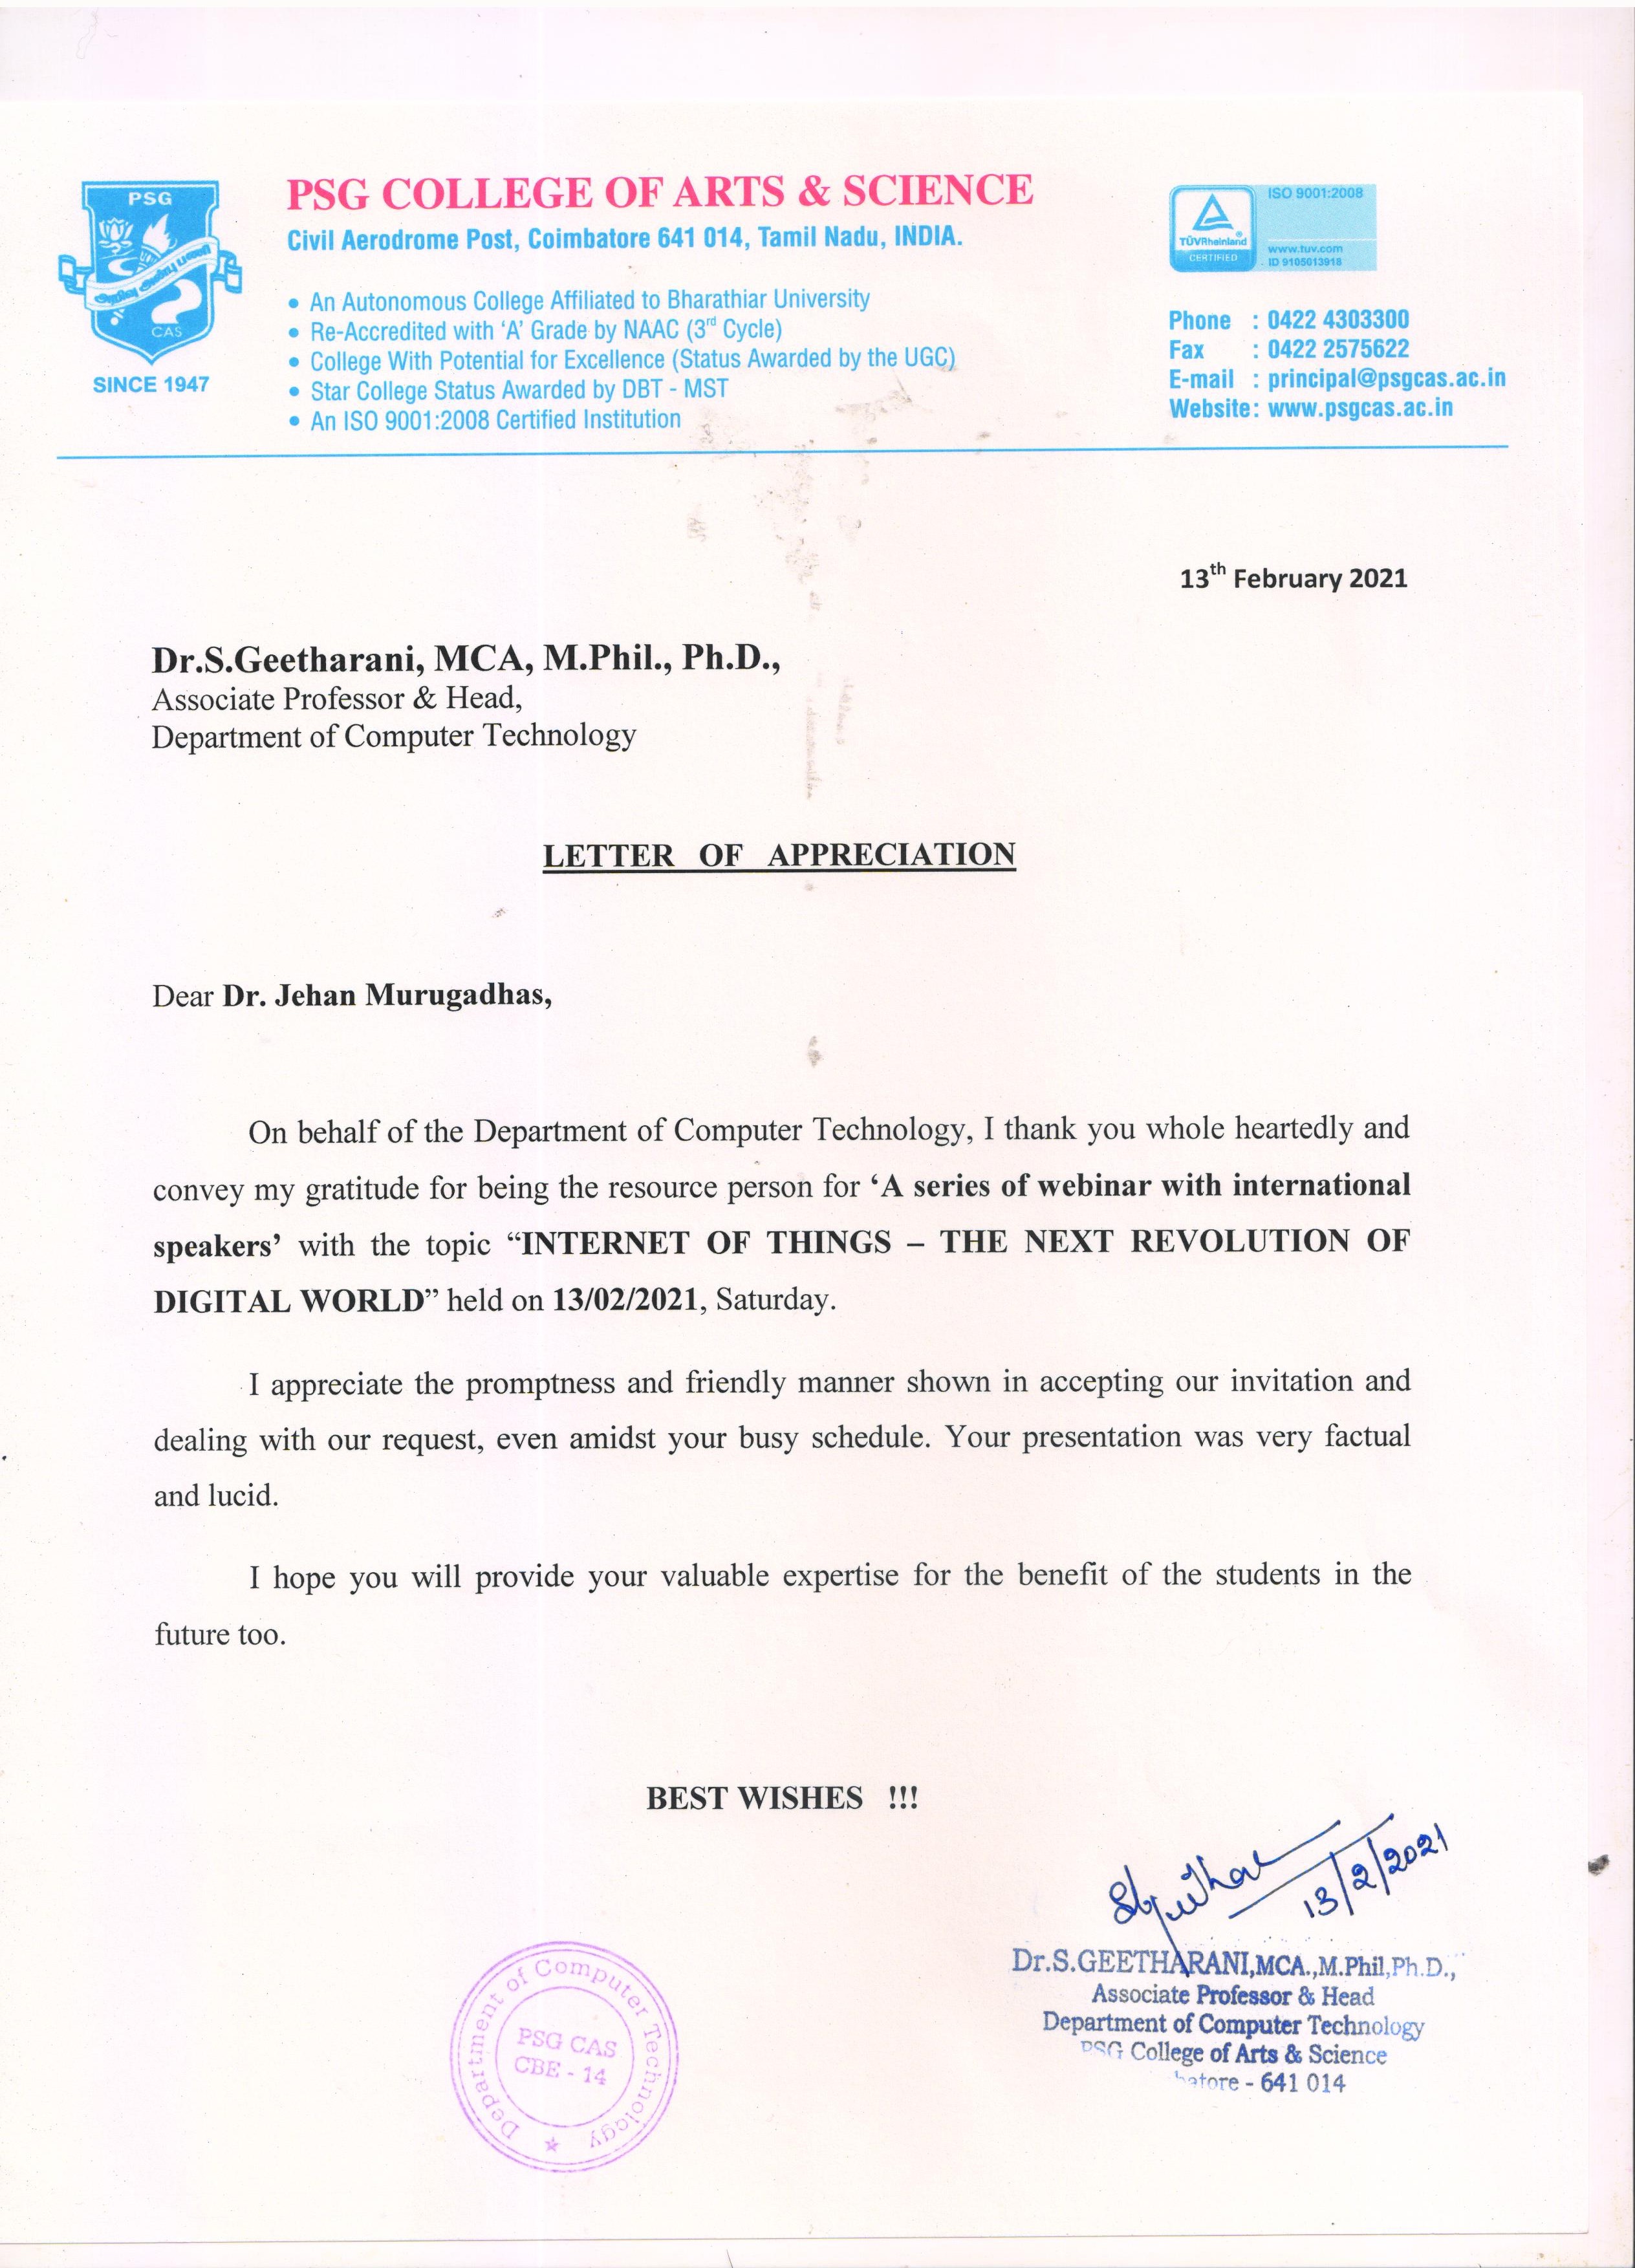 PSG
CAS
SINCE 1947
PSG COLLEGE OF ARTS & SCIENCE
Civil Aerodrome Post, Coimbatore 641 014, Tamil Nadu, INDIA.
• An Autonomous College Affiliated to Bharathiar University
• Re-Accredited with ‘A’ Grade by NAAC (3rd Cycle)
• College With Potential for Excellence (Status Awarded by the UGC)
• Star College Status Awarded by DBT - MST
• An ISO 9001:2008 Certified Institution
TÜVRheinland®
CERTIFIED
ISO 9001:2008
www.tuv.com
ID 9105013918
Phone : 0422 4303300
Fax : 0422 2575622
E-mail : principal@psgcas.ac.in
Website: www.psgcas.ac.in
13th February 2021
Dr.S.Geetharani, MCA, M.Phil., Ph.D.,
Associate Professor & Head,
Department of Computer Technology
LETTER OF APPRECIATION
Dear Dr. Jehan Murugadhas,
On behalf of the Department of Computer Technology, I thank you whole heartedly and
convey my gratitude for being the resource person for ‘A series of webinar with international
speakers’ with the topic “INTERNET OF THINGS – THE NEXT REVOLUTION OF
DIGITAL WORLD” held on 13/02/2021, Saturday.
I appreciate the promptness and friendly manner shown in accepting our invitation and
dealing with our request, even amidst your busy schedule. Your presentation was very factual
and lucid.
I hope you will provide your valuable expertise for the benefit of the students in the
future too.
BEST WISHES !!!
13/2/2021
Dr.S.GEETHARANI,MCA.,M.Phil,Ph.D.,
Associate Professor & Head
Department of Computer Technology
PSG College of Arts & Science
- 641 014
Department of Computer Technology
PSG CAS
CBE - 14